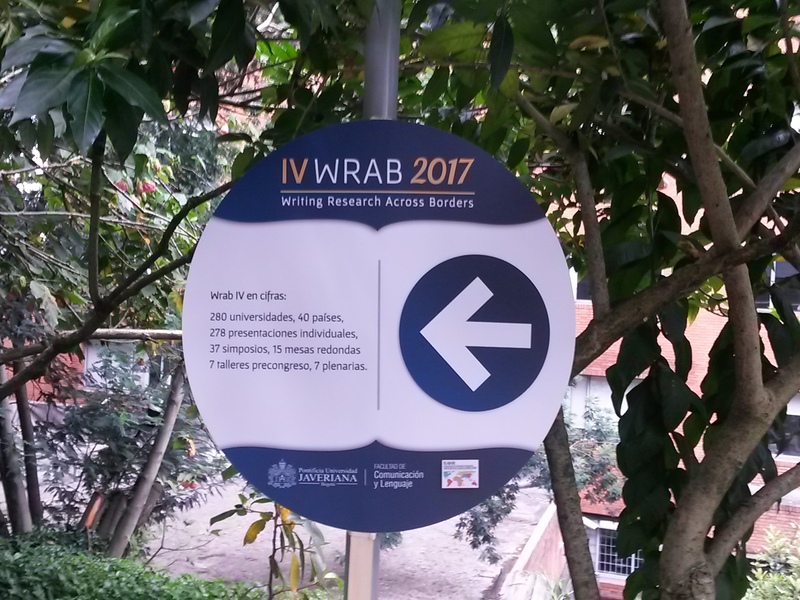 IV WRAB 2017
Writing Research Across Borders
Wrab IV en cifras:
280 universidades, 40 países,
278 presentaciones individuales,
37 simposios, 15 mesas redondas
7 talleres precongreso, 7 plenarias.
Pontificia Universidad
JAVERIANA
Bogotá
FACULTAD DE
Comunicación
y Lenguaje